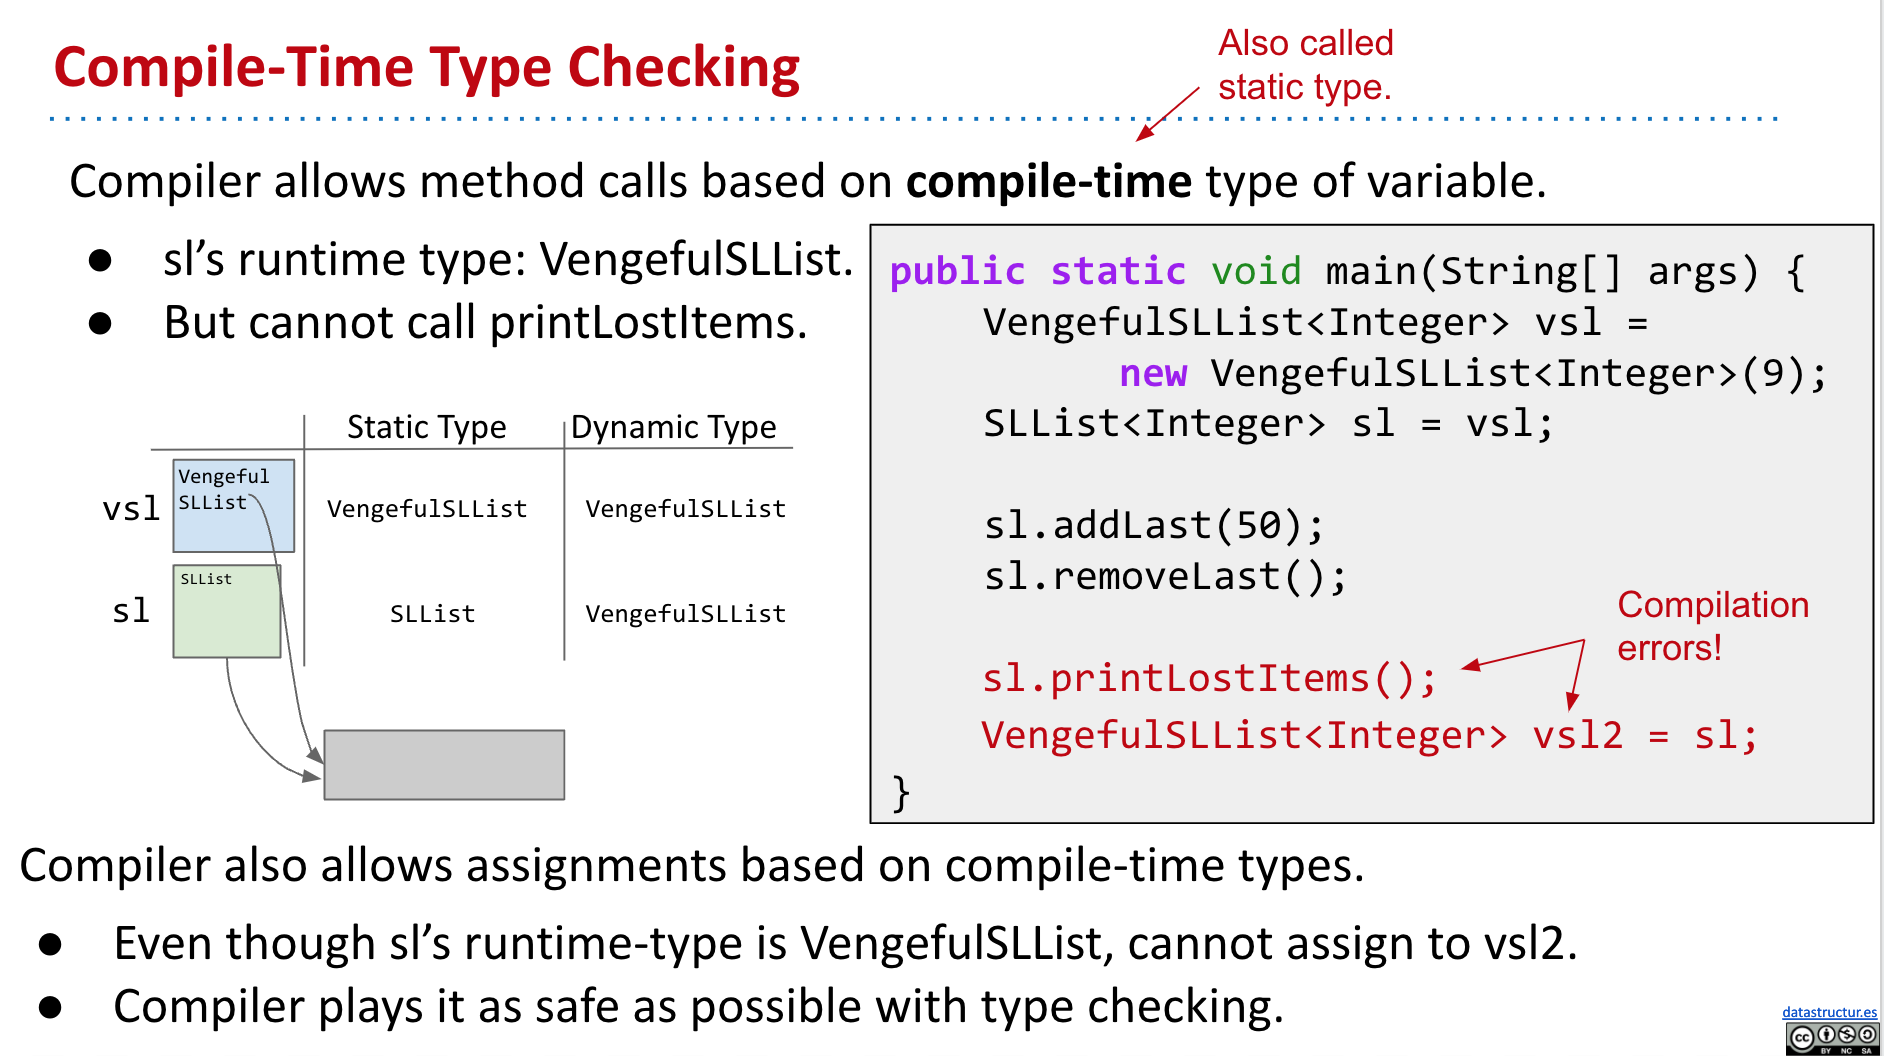 Compile-Time Type Checking
Also called
static type.
Compiler allows method calls based on compile-time type of variable.
● sl’s runtime type: VengefulSLList.
● But cannot call printLostItems.
Static Type Dynamic Type
vsl
Vengeful
SLList
VengefulSLList VengefulSLList
sl
SLList
SLList VengefulSLList
public static void main(String[] args) {
VengefulSLList<Integer> vsl =
new VengefulSLList<Integer>(9);
SLList<Integer> sl = vsl;
sl.addLast(50);
sl.removeLast();
Compilation
errors!
sl.printLostItems();
VengefulSLList<Integer> vsl2 = sl;
}
Compiler also allows assignments based on compile-time types.
● Even though sl’s runtime-type is VengefulSLList, cannot assign to vsl2.
● Compiler plays it as safe as possible with type checking.
datastructur.es
cc
BY NC SA